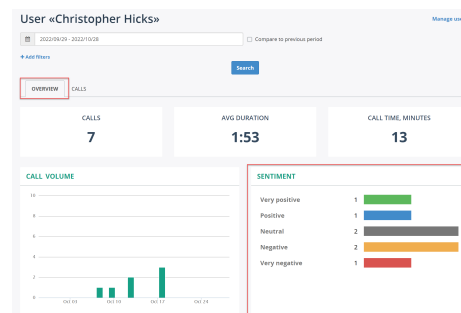 User «Christopher Hicks»
Manage use
2022/09/29 - 2022/10/28
Compare to previous period
+ Add filters
Search
OVERVIEW CALLS
CALLS
7
AVG DURATION
1:53
CALL TIME, MINUTES
13
CALL VOLUME
10
8
6
4
2
0
Oct 03 Oct 10 Oct 17 Oct 24
SENTIMENT
Very positive 1
Positive 1
Neutral 2
Negative 2
Very negative 1